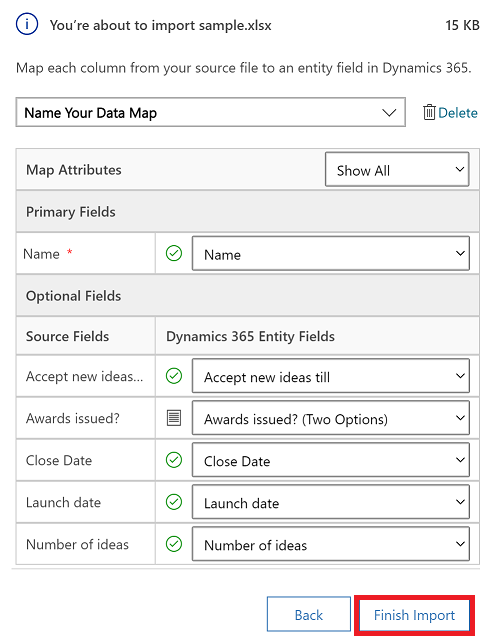 You're about to import sample.xlsx 15 KB
Map each column from your source file to an entity field in Dynamics 365.
Name Your Data Map Delete
Map Attributes Show All
Primary Fields
Name * Name
Optional Fields
Source Fields Dynamics 365 Entity Fields
Accept new ideas... Accept new ideas till
Awards issued? Awards issued? (Two Options)
Close Date Close Date
Launch date Launch date
Number of ideas Number of ideas
Back Finish Import